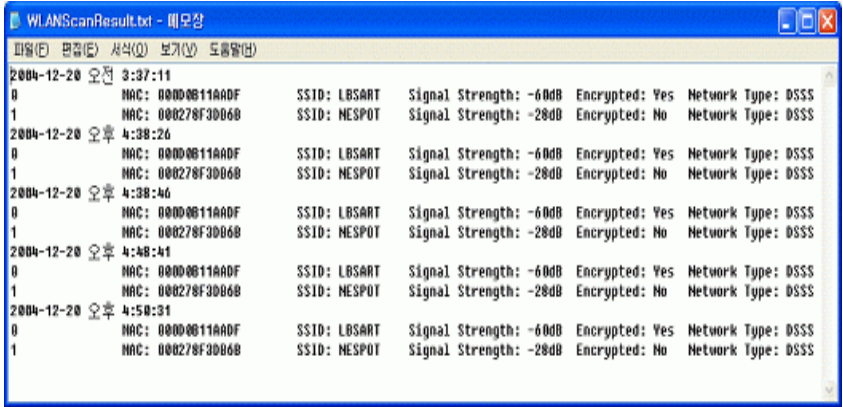 WLANScanResult.txt - 메모장
파일(F) 편집(E) 서식(O) 보기(V) 도움말(H)
2004-12-20 오전 3:37:11
0 MAC: 000D0B11AADF SSID: LBSART Signal Strength: -60dB Encrypted: Yes Network Type: DSSS
1 MAC: 000278F3DB6B SSID: NESPOT Signal Strength: -28dB Encrypted: No Network Type: DSSS
2004-12-20 오후 4:38:26
0 MAC: 000D0B11AADF SSID: LBSART Signal Strength: -60dB Encrypted: Yes Network Type: DSSS
1 MAC: 000278F3DB6B SSID: NESPOT Signal Strength: -28dB Encrypted: No Network Type: DSSS
2004-12-20 오후 4:38:46
0 MAC: 000D0B11AADF SSID: LBSART Signal Strength: -60dB Encrypted: Yes Network Type: DSSS
1 MAC: 000278F3DB6B SSID: NESPOT Signal Strength: -28dB Encrypted: No Network Type: DSSS
2004-12-20 오후 4:48:41
0 MAC: 000D0B11AADF SSID: LBSART Signal Strength: -60dB Encrypted: Yes Network Type: DSSS
1 MAC: 000278F3DB6B SSID: NESPOT Signal Strength: -28dB Encrypted: No Network Type: DSSS
2004-12-20 오후 4:50:31
0 MAC: 000D0B11AADF SSID: LBSART Signal Strength: -60dB Encrypted: Yes Network Type: DSSS
1 MAC: 000278F3DB6B SSID: NESPOT Signal Strength: -28dB Encrypted: No Network Type: DSSS